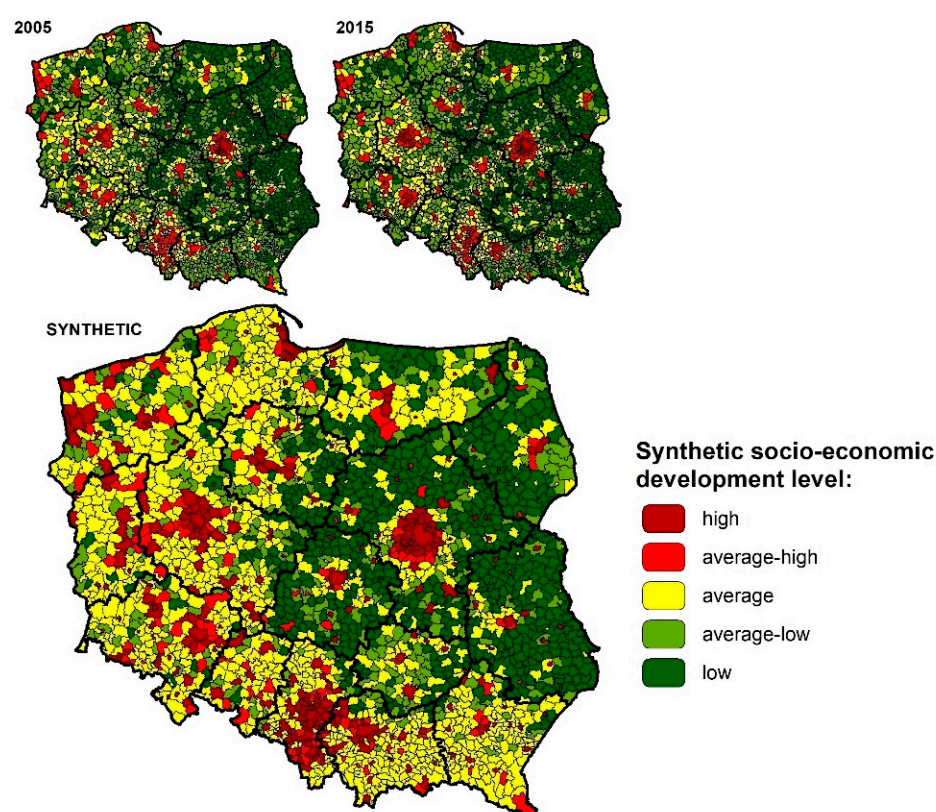 2005
2015
SYNTHETIC
Synthetic socio-economic
development level:
high
average-high
average
average-low
low